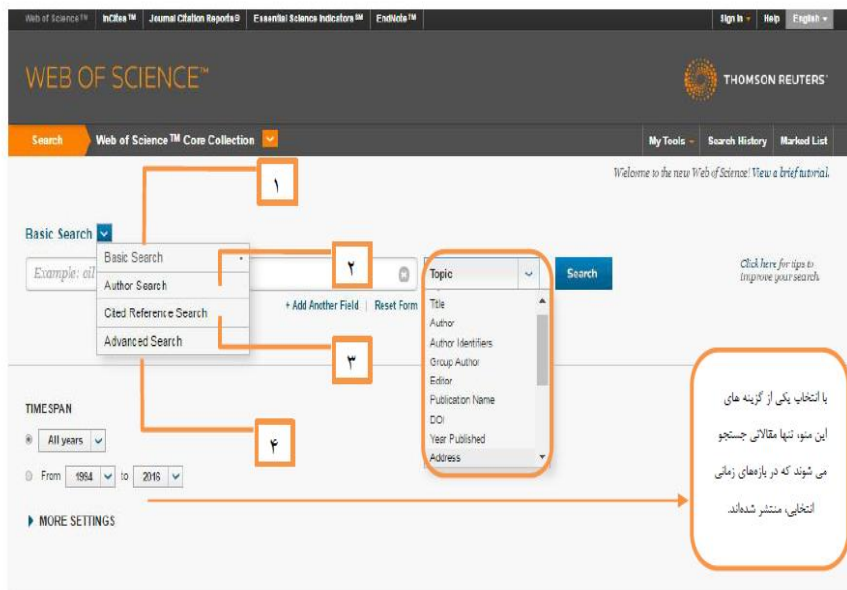 Web of Science™ InCites™ Journal Citation Reports® Essential Science Indicators℠ EndNote™ Sign In Help English
WEB OF SCIENCE™
THOMSON REUTERS®
Search Web of Science™ Core Collection My Tools Search History Marked List
Welcome to the new Web of Science! View a brief tutorial.
۱
Basic Search
Basic Search
Author Search
Cited Reference Search
Advanced Search
Example: oil
۲
Topic
Search
Click here for tips to
improve your search.
+ Add Another Field | Reset Form
Title
Author
Author Identifiers
Group Author
Editor
Publication Name
DOI
Year Published
Address
۳
۴
TIMESPAN
All years
From 1994 to 2016
MORE SETTINGS
با انتخاب یکی از گزینه های
این منو، تنها مقالاتی جستجو
می شوند که در بازه‌های زمانی
انتخابی، منتشر شده‌اند.